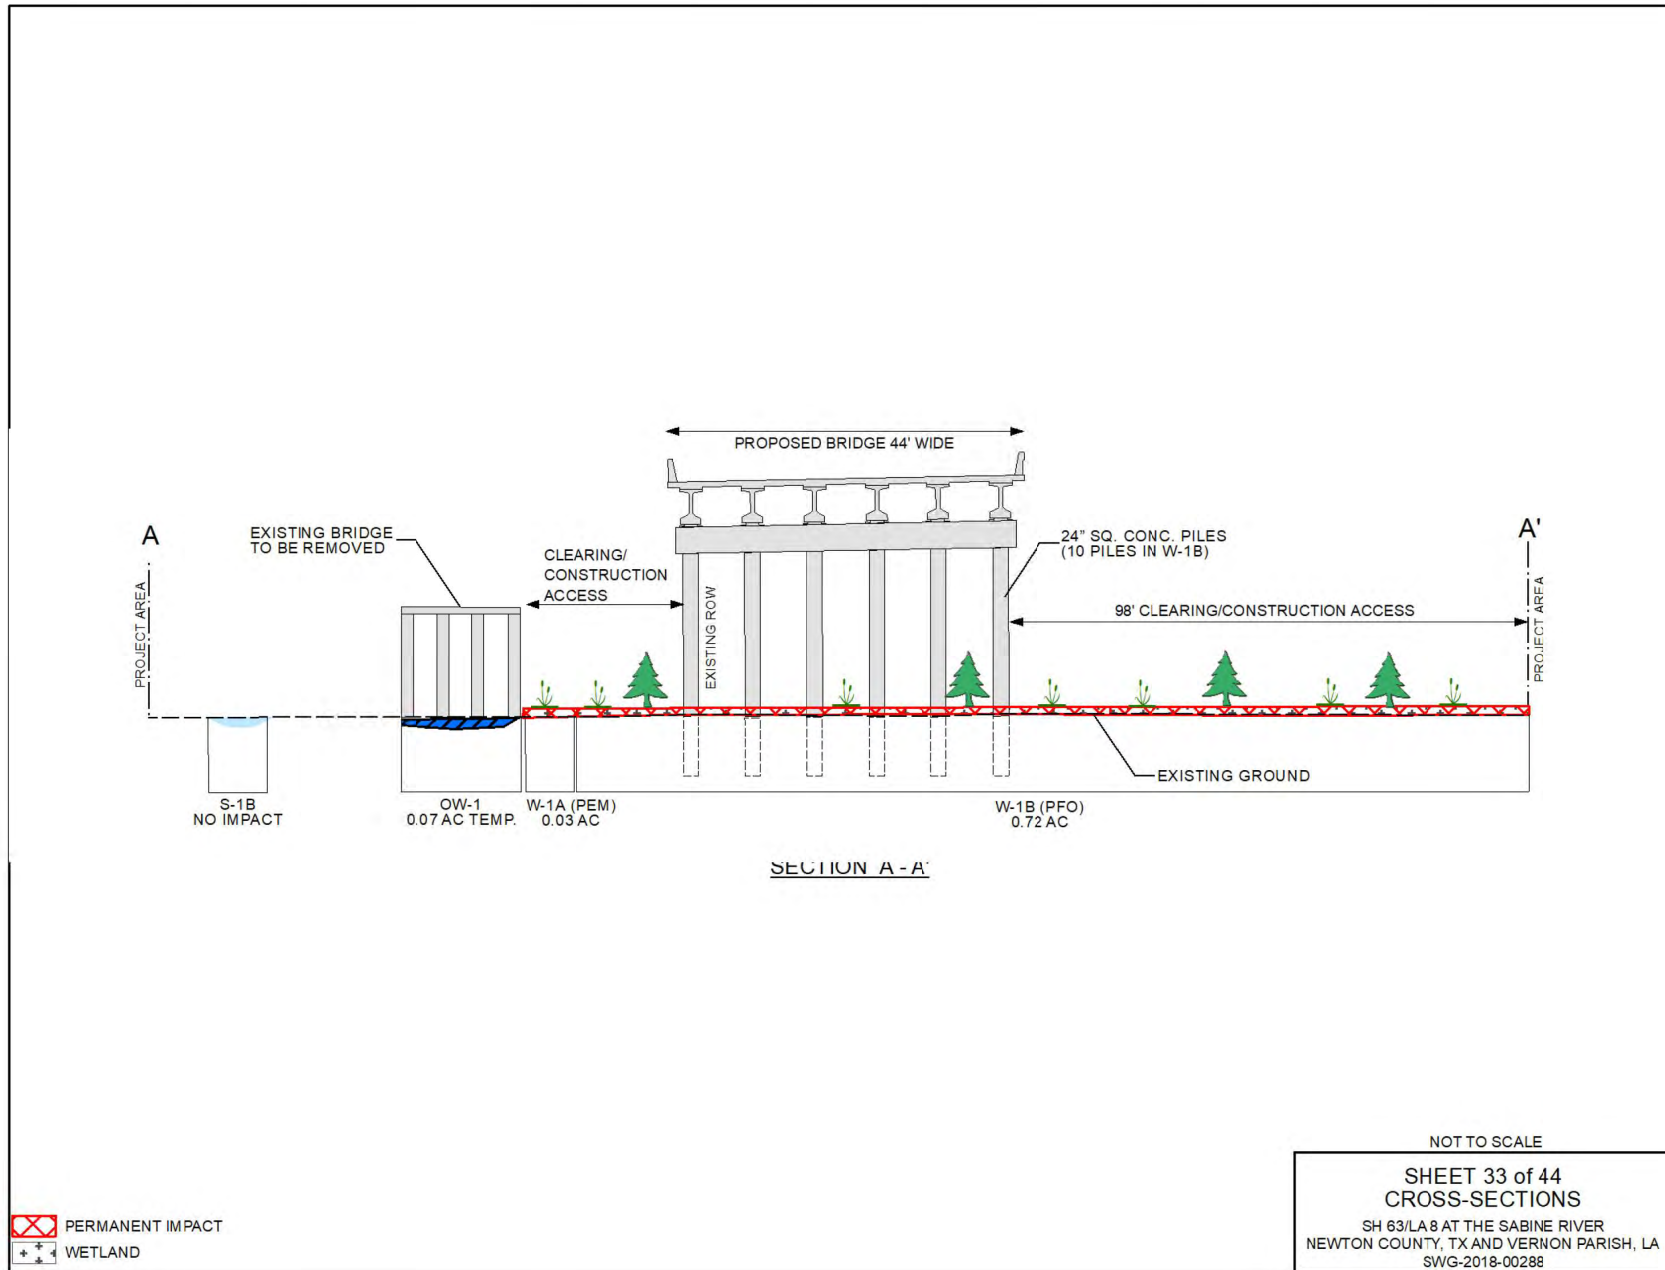 PROPOSED BRIDGE 44' WIDE
A
A'
EXISTING BRIDGE
TO BE REMOVED
CLEARING/
CONSTRUCTION
ACCESS
24" SQ. CONC. PILES
(10 PILES IN W-1B)
98' CLEARING/CONSTRUCTION ACCESS
PROJECT AREA
EXISTING ROW
PROJECT AREA
EXISTING GROUND
S-1B
NO IMPACT
OW-1
0.07 AC TEMP.
W-1A (PEM)
0.03 AC
W-1B (PFO)
0.72 AC
SECTION A - A'
NOT TO SCALE
SHEET 33 of 44
CROSS-SECTIONS
SH 63/LA 8 AT THE SABINE RIVER
NEWTON COUNTY, TX AND VERNON PARISH, LA
SWG-2018-00288
PERMANENT IMPACT
WETLAND